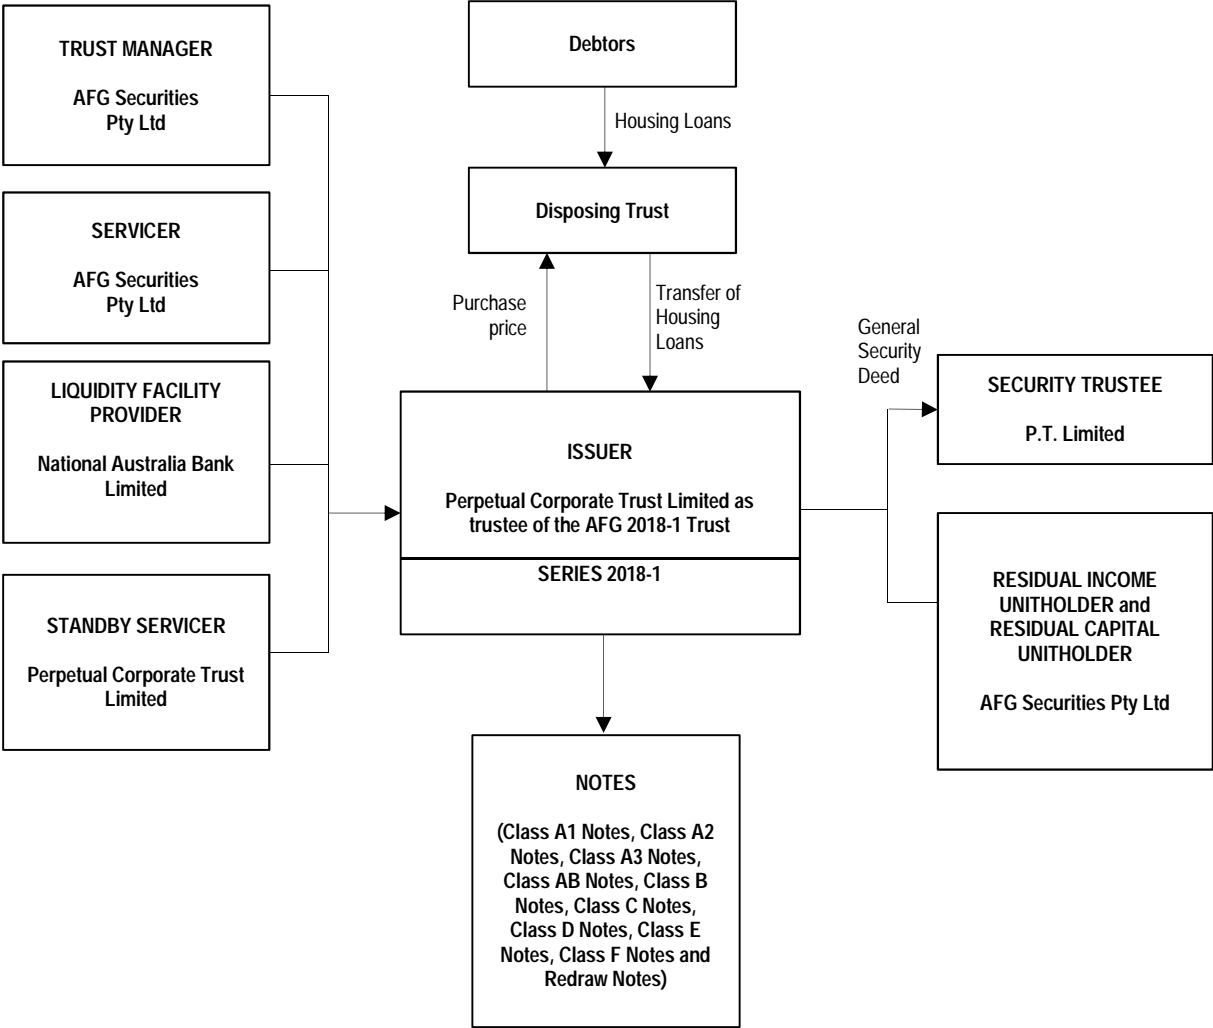 TRUST MANAGER
AFG Securities
Pty Ltd
SERVICER
AFG Securities
Pty Ltd
LIQUIDITY FACILITY
PROVIDER
National Australia Bank
Limited
STANDBY SERVICER
Perpetual Corporate Trust
Limited
Debtors
Housing Loans
Disposing Trust
Purchase
price
Transfer of
Housing
Loans
ISSUER
Perpetual Corporate Trust Limited as
trustee of the AFG 2018-1 Trust
SERIES 2018-1
NOTES
(Class A1 Notes, Class A2
Notes, Class A3 Notes,
Class AB Notes, Class B
Notes, Class C Notes,
Class D Notes, Class E
Notes, Class F Notes and
Redraw Notes)
General
Security
Deed
SECURITY TRUSTEE
P.T. Limited
RESIDUAL INCOME
UNITHOLDER and
RESIDUAL CAPITAL
UNITHOLDER
AFG Securities Pty Ltd